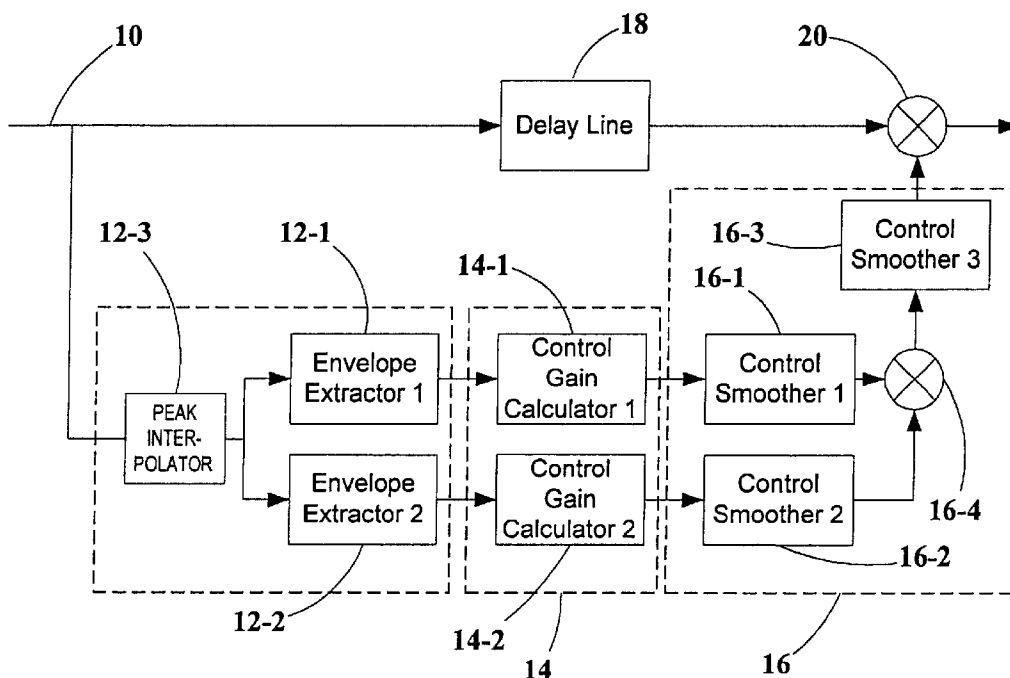 10
18
20
Delay Line
12-3
12-1
14-1
16-1
16-3
Control
Smoother 3
PEAK
INTER-
POLATOR
Envelope
Extractor 1
Control
Gain
Calculator 1
Control
Smoother 1
Envelope
Extractor 2
Control
Gain
Calculator 2
Control
Smoother 2
16-4
12-2
14-2
14
16-2
16